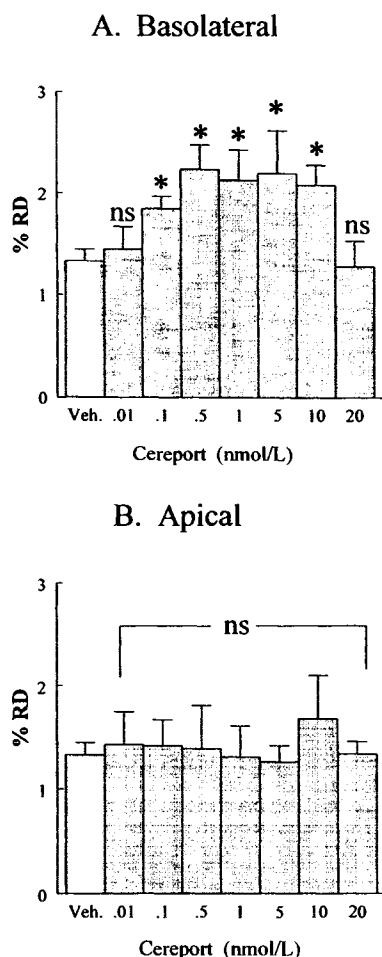 A. Basolateral
3
*
*
*
*
*
ns
ns
2
% RD
1
0
Veh. .01 .1 .5 1 5 10 20
Cereport (nmol/L)
B. Apical
3
ns
2
% RD
1
0
Veh. .01 .1 .5 1 5 10 20
Cereport (nmol/L)